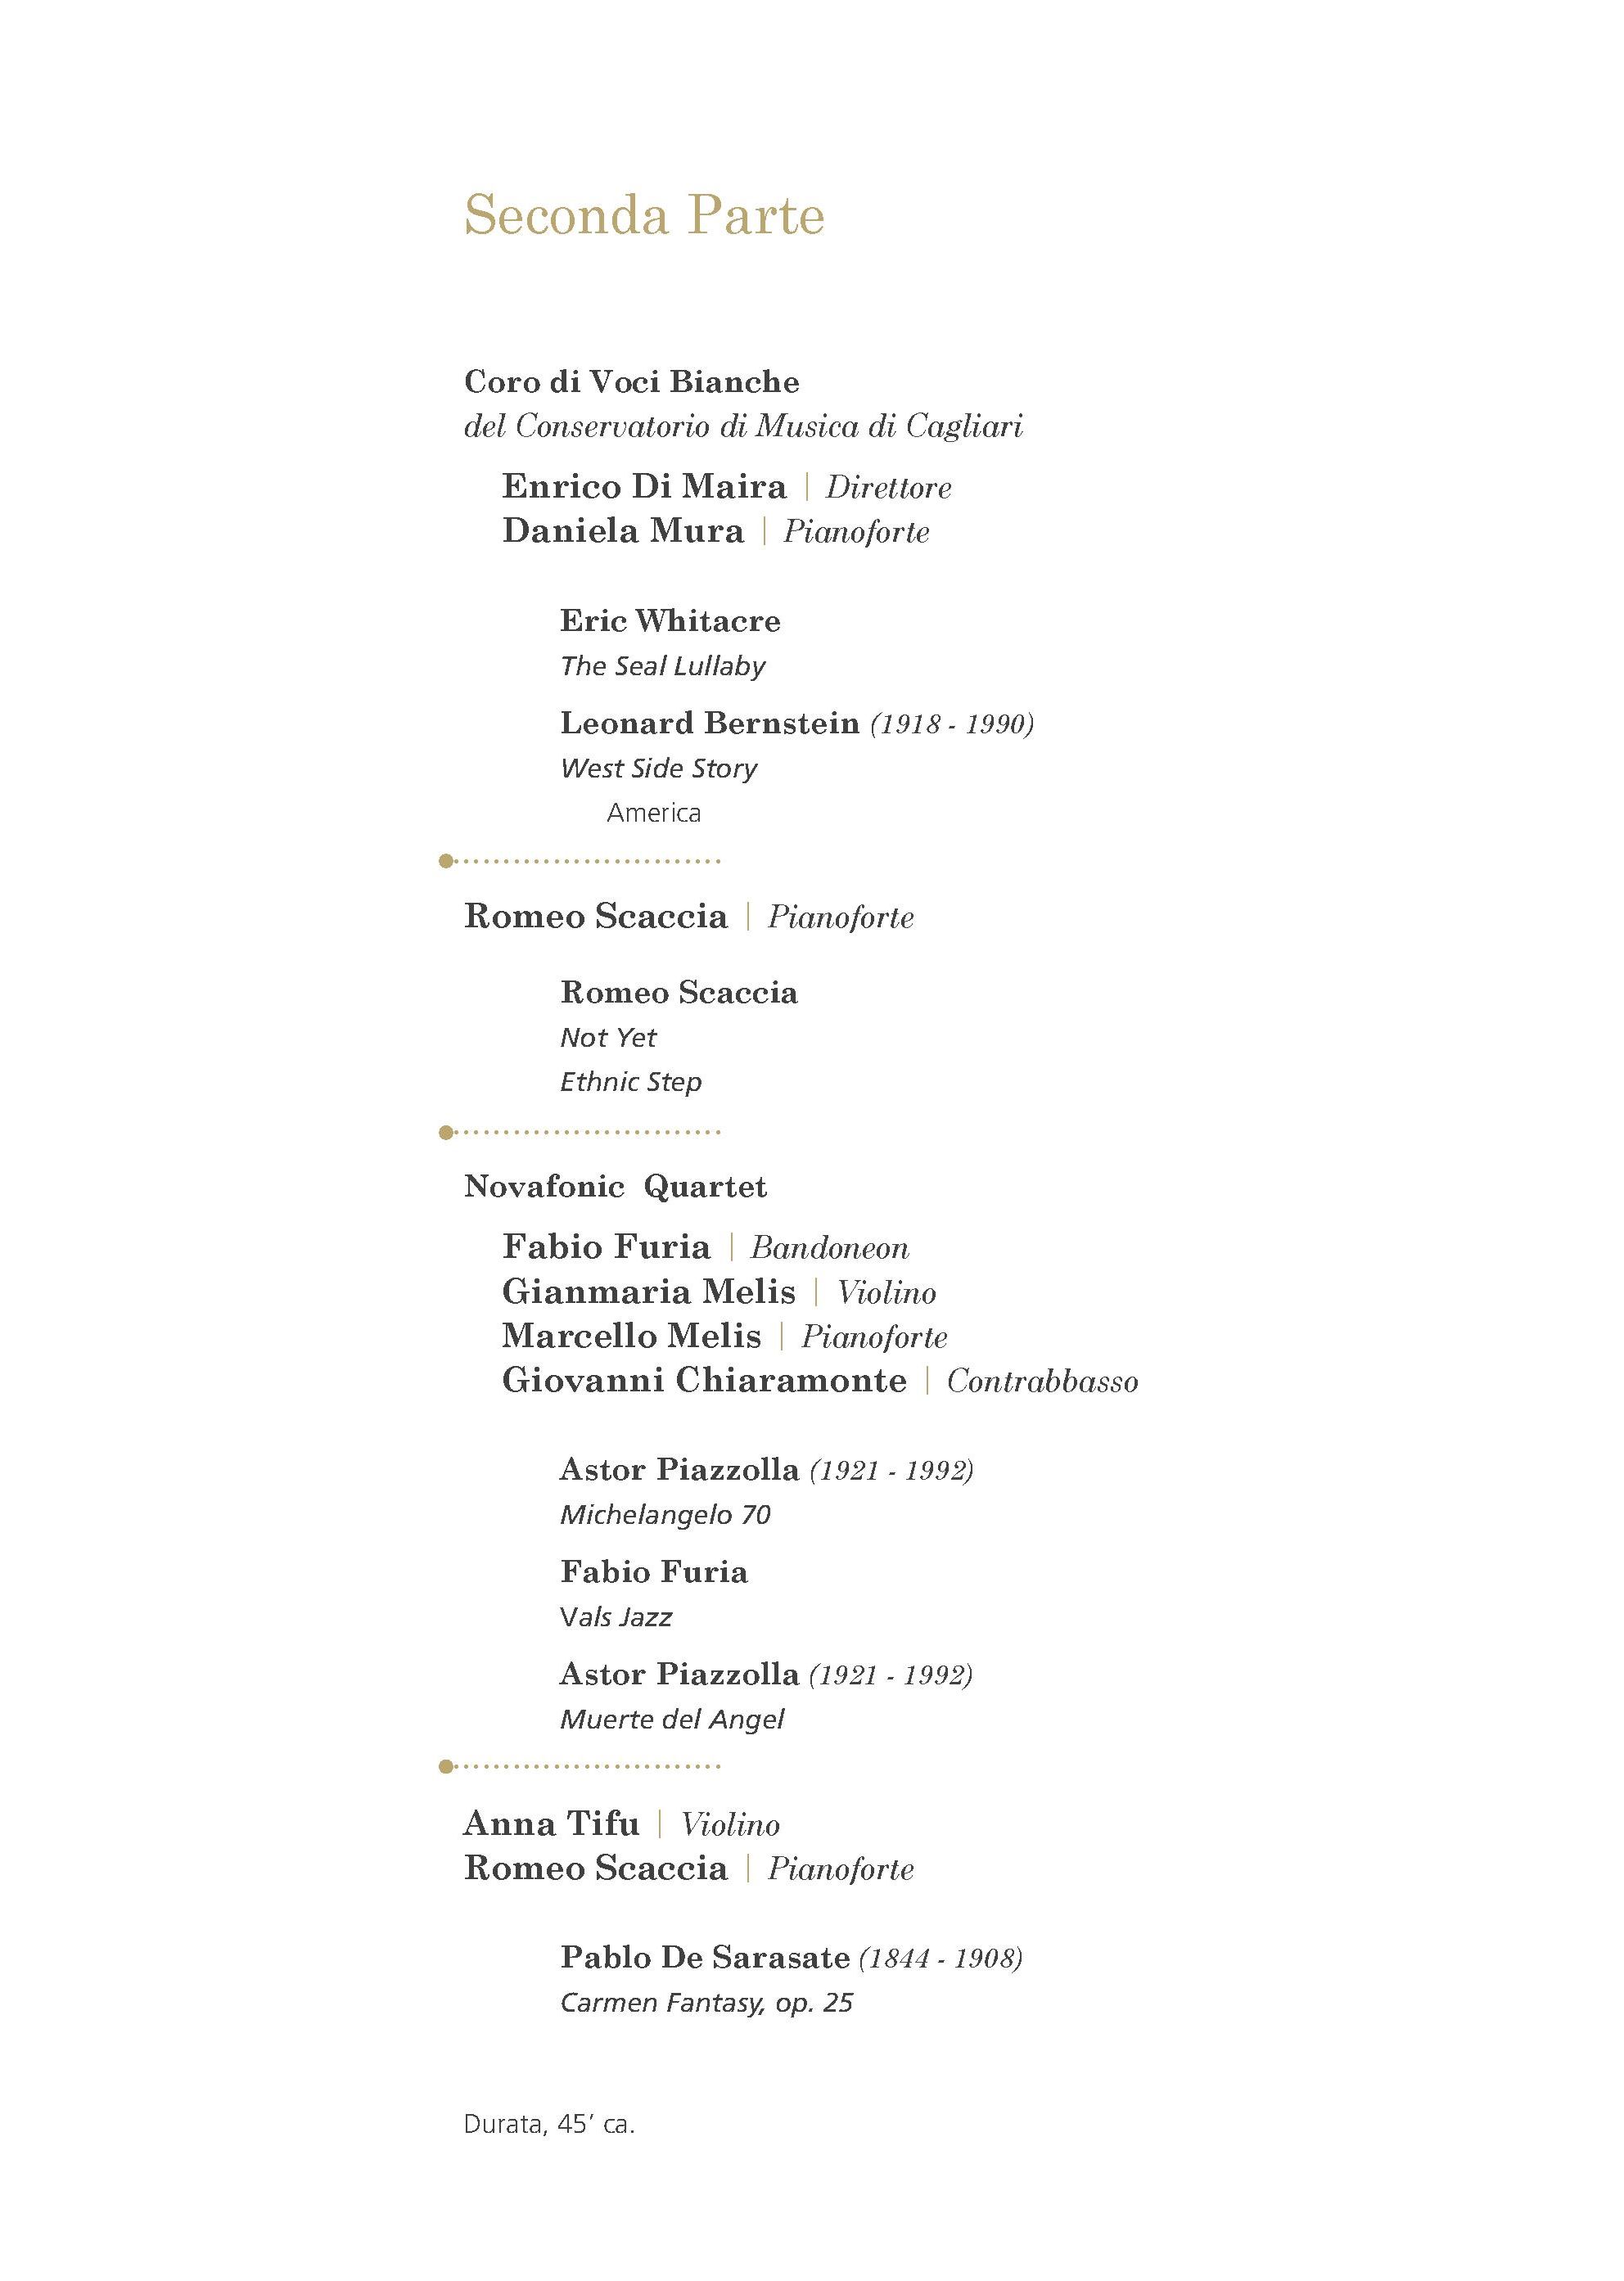 Seconda Parte
Coro di Voci Bianche
del Conservatorio di Musica di Cagliari
Enrico Di Maira | Direttore
Daniela Mura | Pianoforte
Eric Whitacre
The Seal Lullaby
Leonard Bernstein (1918 - 1990)
West Side Story
America
Romeo Scaccia | Pianoforte
Romeo Scaccia
Not Yet
Ethnic Step
Novafonic Quartet
Fabio Furia | Bandoneon
Gianmaria Melis | Violino
Marcello Melis | Pianoforte
Giovanni Chiaramonte | Contrabbasso
Astor Piazzolla (1921 - 1992)
Michelangelo 70
Fabio Furia
Vals Jazz
Astor Piazzolla (1921 - 1992)
Muerte del Angel
Anna Tifu | Violino
Romeo Scaccia | Pianoforte
Pablo De Sarasate (1844 - 1908)
Carmen Fantasy, op. 25
Durata, 45’ ca.